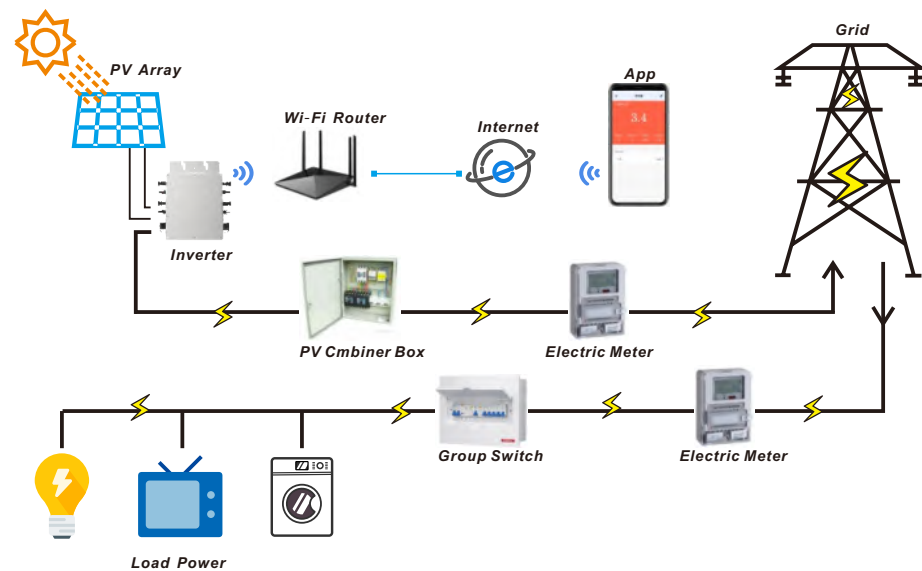 Grid
PV Array
App
Wi-Fi Router
Internet
3.4
Inverter
PV Cmbiner Box
Electric Meter
Group Switch
Electric Meter
Load Power